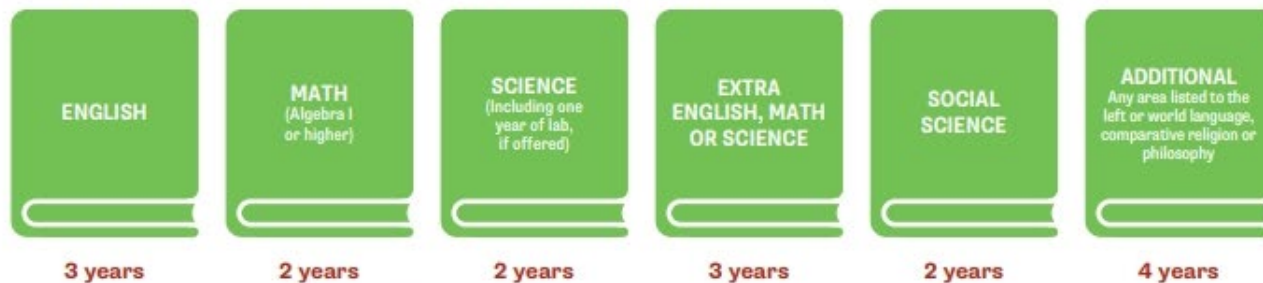 ENGLISH
MATH
(Algebra I
or higher)
SCIENCE
(Including one
year of lab,
if offered)
EXTRA
ENGLISH, MATH
OR SCIENCE
SOCIAL
SCIENCE
ADDITIONAL
Any area listed to the
left or world language,
comparative religion or
philosophy
3 years
2 years
2 years
3 years
2 years
4 years